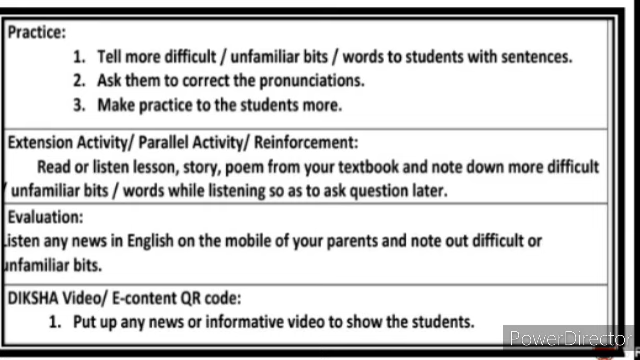 Practice:
1. Tell more difficult / unfamiliar bits / words to students with sentences.
2. Ask them to correct the pronunciations.
3. Make practice to the students more.
Extension Activity/ Parallel Activity/ Reinforcement:
Read or listen lesson, story, poem from your textbook and note down more difficult
/ unfamiliar bits / words while listening so as to ask question later.
Evaluation:
Listen any news in English on the mobile of your parents and note out difficult or
unfamiliar bits.
DIKSHA Video/ E-content QR code:
1. Put up any news or informative video to show the students.
PowerDirector